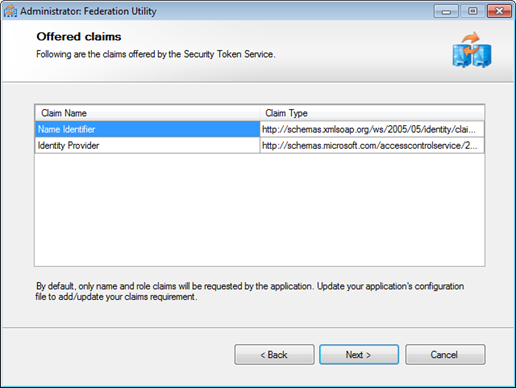 Administrator: Federation Utility
Offered claims
Following are the claims offered by the Security Token Service.
Claim Name Claim Type
Name Identifier http://schemas.xmlsoap.org/ws/2005/05/identity/clai...
Identity Provider http://schemas.microsoft.com/accesscontrolservice/2...
By default, only name and role claims will be requested by the application. Update your application's configuration
file to add/update your claims requirement.
< Back Next > Cancel